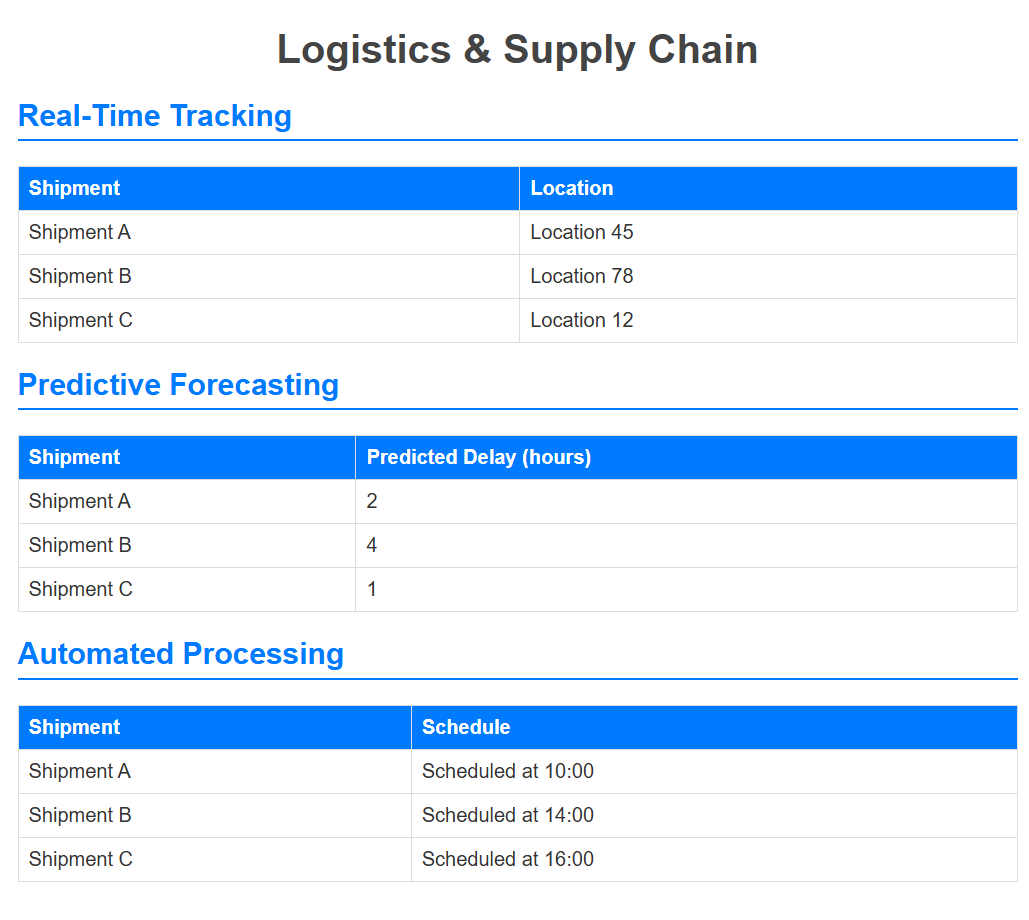 Logistics & Supply Chain
Real-Time Tracking
Shipment Location
Shipment A Location 45
Shipment B Location 78
Shipment C Location 12
Predictive Forecasting
Shipment Predicted Delay (hours)
Shipment A 2
Shipment B 4
Shipment C 1
Automated Processing
Shipment Schedule
Shipment A Scheduled at 10:00
Shipment B Scheduled at 14:00
Shipment C Scheduled at 16:00